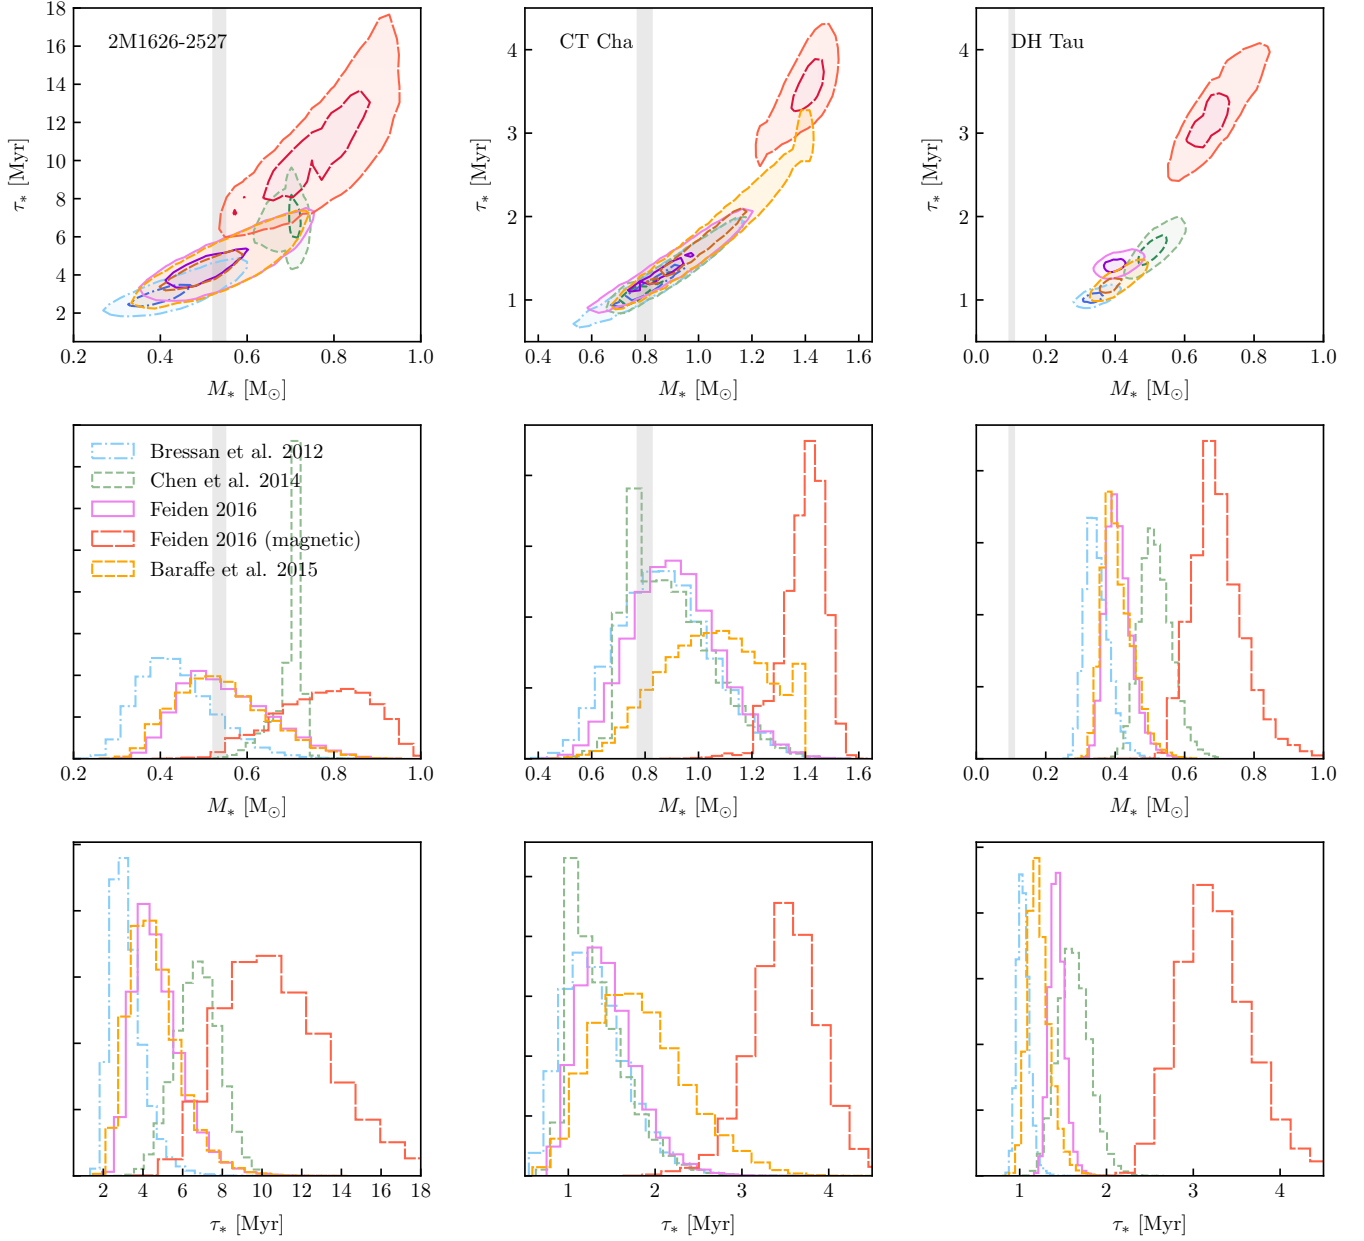 2M1626-2527
CT Cha
DH Tau
18
16
14
12
10
8
6
4
2
τ* [Myr]
0.2 0.4 0.6 0.8 1.0
M* [M⊙]
4
3
2
1
τ* [Myr]
0.4 0.6 0.8 1.0 1.2 1.4 1.6
M* [M⊙]
4
3
2
1
τ* [Myr]
0.0 0.2 0.4 0.6 0.8 1.0
M* [M⊙]
Bressan et al. 2012
Chen et al. 2014
Feiden 2016
Feiden 2016 (magnetic)
Baraffe et al. 2015
0.2 0.4 0.6 0.8 1.0
M* [M⊙]
0.4 0.6 0.8 1.0 1.2 1.4 1.6
M* [M⊙]
0.0 0.2 0.4 0.6 0.8 1.0
M* [M⊙]
2 4 6 8 10 12 14 16 18
τ* [Myr]
1 2 3 4
τ* [Myr]
1 2 3 4
τ* [Myr]